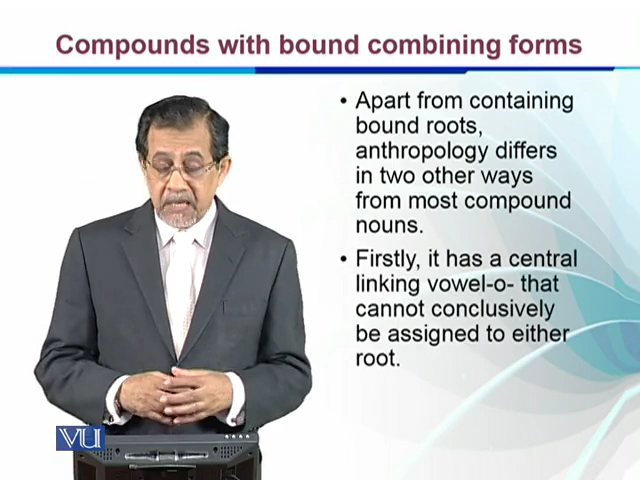 Compounds with bound combining forms
• Apart from containing
bound roots,
anthropology differs
in two other ways
from most compound
nouns.
• Firstly, it has a central
linking vowel-o- that
cannot conclusively
be assigned to either
root.
VU